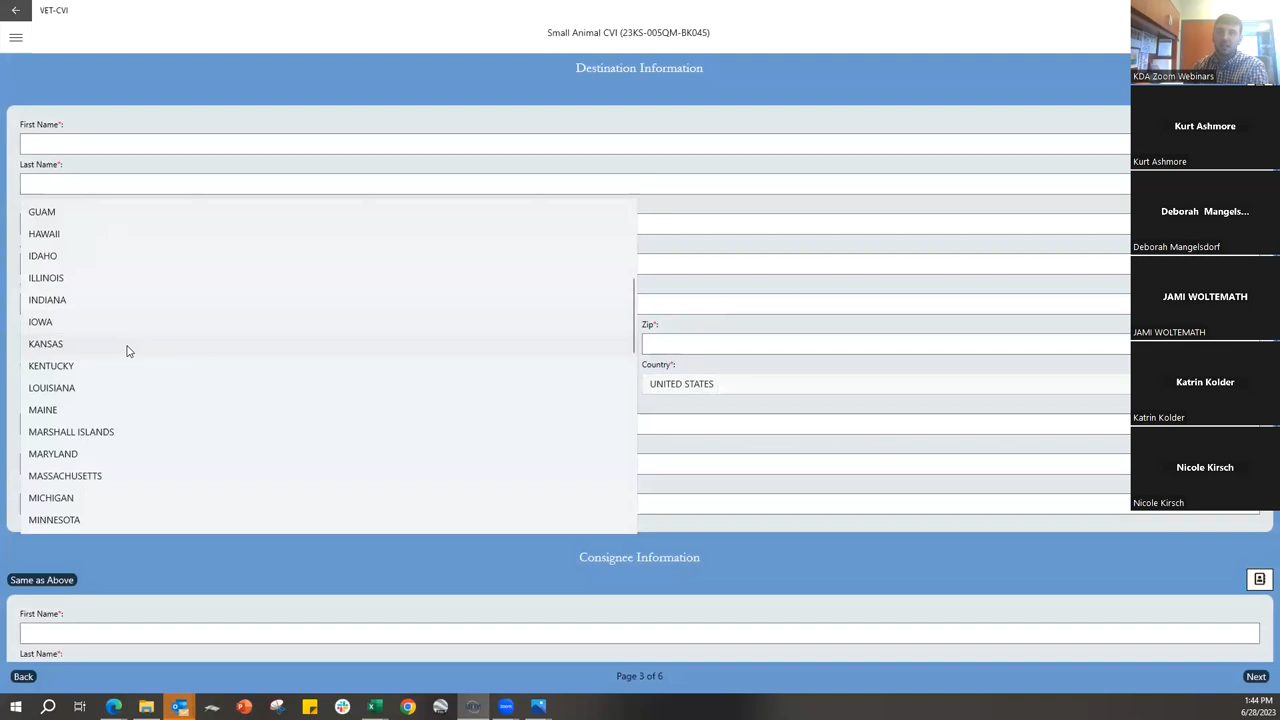 VET-CVI
Small Animal CVI (23KS-005QM-BK045)
Destination Information
First Name*:
Last Name*:
GUAM
HAWAII
IDAHO
ILLINOIS
INDIANA
IOWA
KANSAS
KENTUCKY
LOUISIANA
MAINE
MARSHALL ISLANDS
MARYLAND
MASSACHUSETTS
MICHIGAN
MINNESOTA
Zip*:
Country*:
UNITED STATES
Consignee Information
Same as Above
First Name*:
Last Name*:
Back
Page 3 of 6
Next
KDA Zoom Webinars
Kurt Ashmore
Kurt Ashmore
Deborah Mangels...
Deborah Mangelsdorf
JAMI WOLTEMATH
JAMI WOLTEMATH
Katrin Kolder
Katrin Kolder
Nicole Kirsch
Nicole Kirsch
1:44 PM
6/28/2023